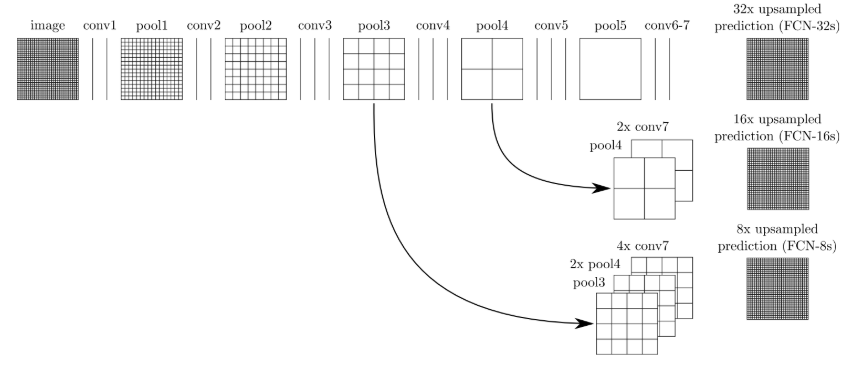 image conv1 pool1 conv2 pool2 conv3 pool3 conv4 pool4 conv5 pool5 conv6-7
32x upsampled
prediction (FCN-32s)
16x upsampled
prediction (FCN-16s)
2x conv7
pool4
8x upsampled
prediction (FCN-8s)
4x conv7
2x pool4
pool3